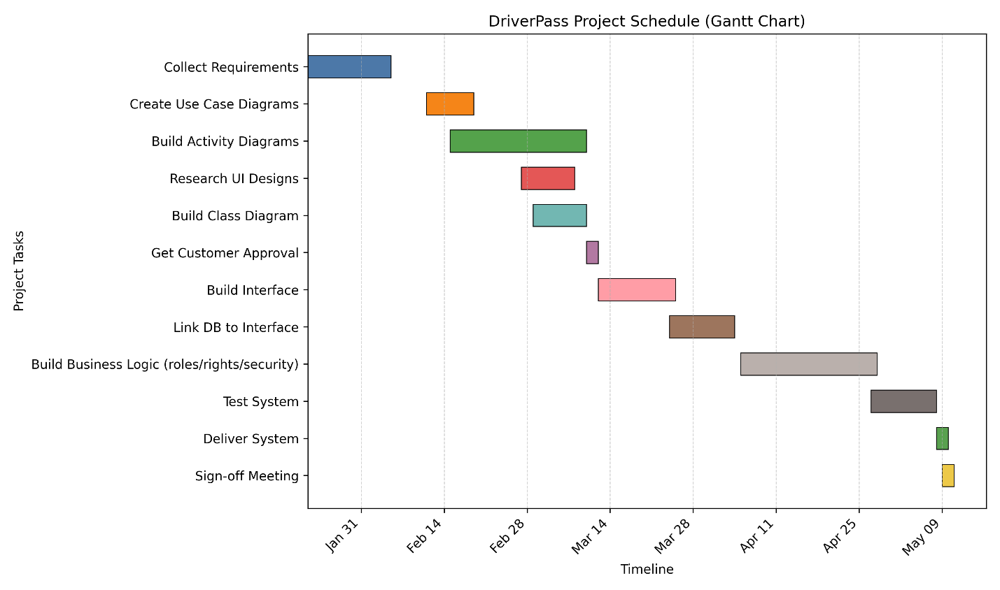 DriverPass Project Schedule (Gantt Chart)
Project Tasks
Collect Requirements
Create Use Case Diagrams
Build Activity Diagrams
Research UI Designs
Build Class Diagram
Get Customer Approval
Build Interface
Link DB to Interface
Build Business Logic (roles/rights/security)
Test System
Deliver System
Sign-off Meeting
Jan 31
Feb 14
Feb 28
Mar 14
Mar 28
Apr 11
Apr 25
May 09
Timeline